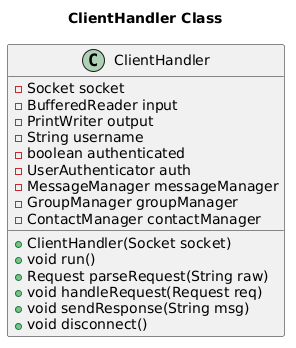 ClientHandler Class
C ClientHandler
Socket socket
BufferedReader input
PrintWriter output
String username
boolean authenticated
UserAuthenticator auth
MessageManager messageManager
GroupManager groupManager
ContactManager contactManager
ClientHandler(Socket socket)
void run()
Request parseRequest(String raw)
void handleRequest(Request req)
void sendResponse(String msg)
void disconnect()